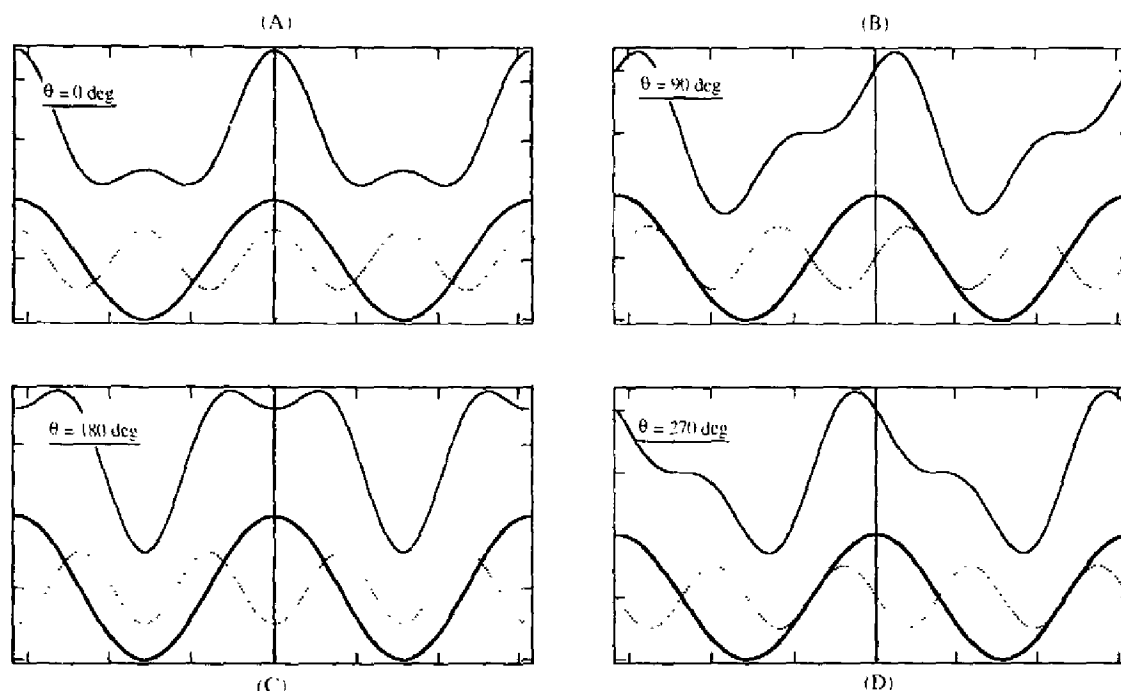 (A)
(B)
θ = 0 deg
θ = 90 deg
θ = 180 deg
θ = 270 deg
(C)
(D)